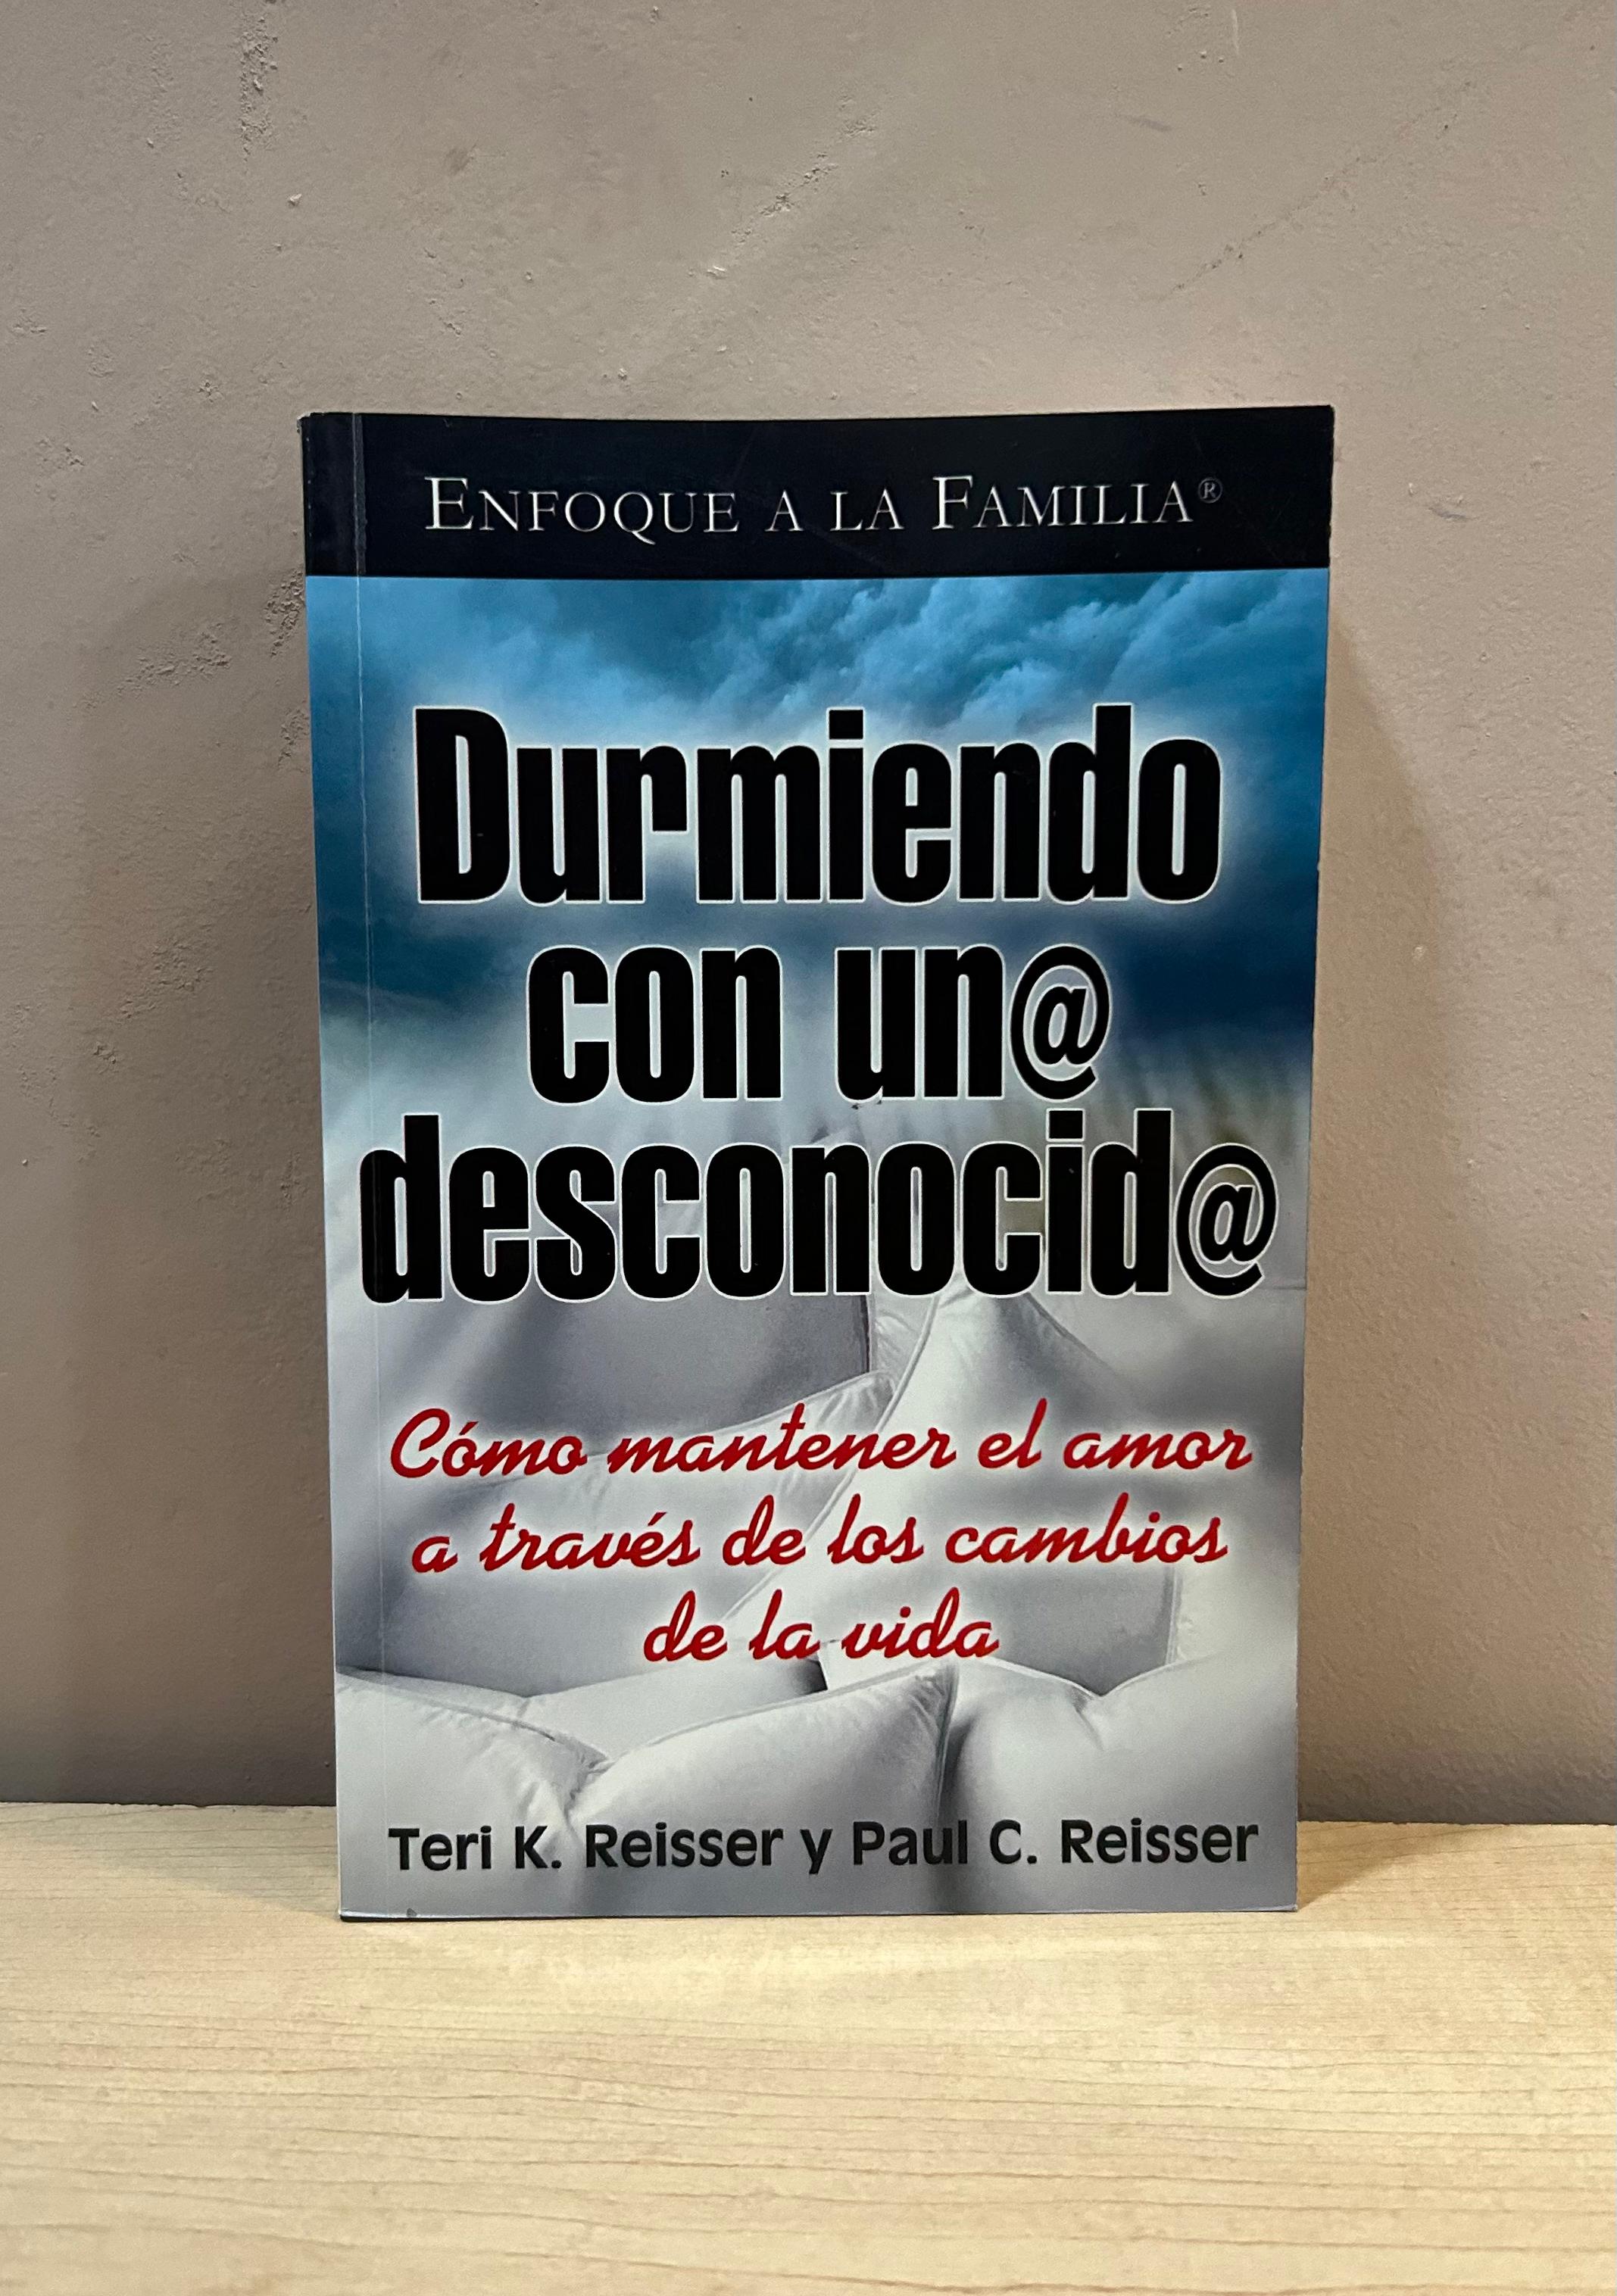 ENFOQUE A LA FAMILIA®
Durmiendo
con un@
desconocid@
Cómo mantener el amor
a través de los cambios
de la vida
Teri K. Reisser y Paul C. Reisser